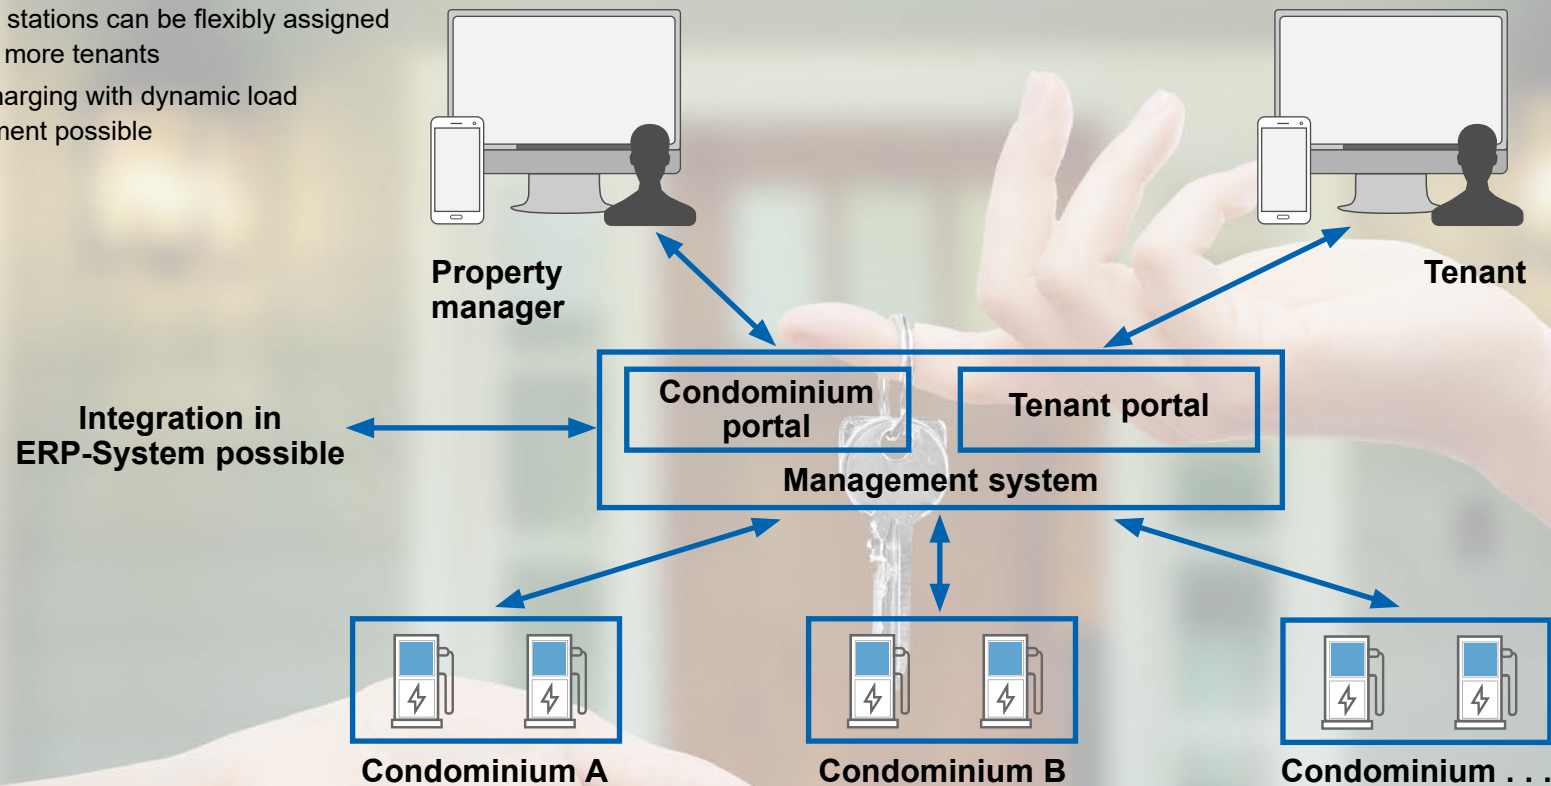 stations can be flexibly assigned
more tenants
harging with dynamic load
ment possible
Property
manager
Tenant
Condominium
portal
Tenant portal
Integration in
ERP-System possible
Management system
Condominium A
Condominium B
Condominium . . .